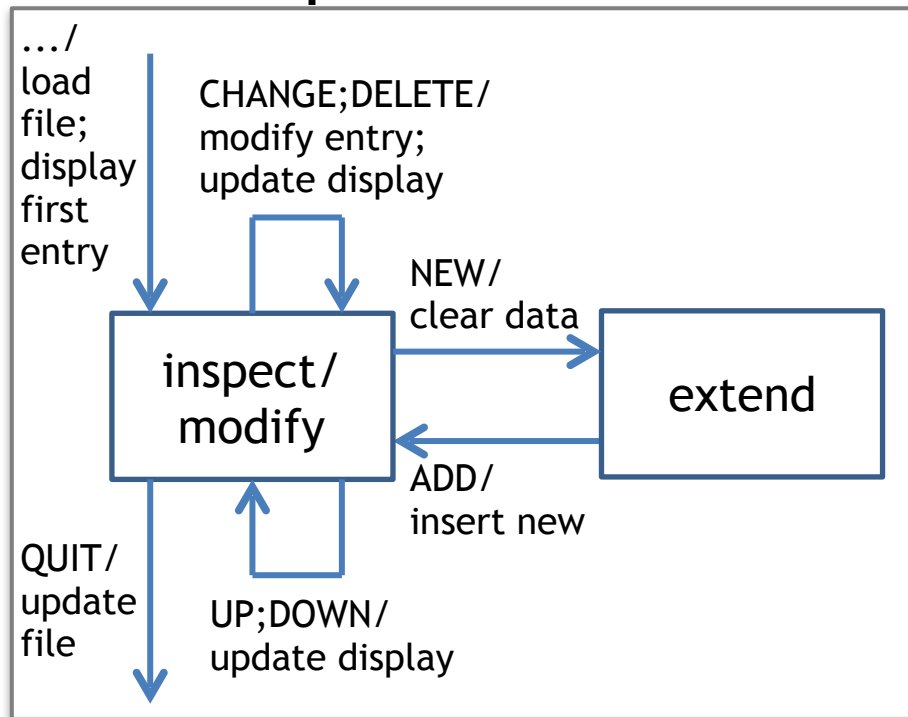 .../
load
file;
display
first
entry
CHANGE;DELETE/
modify entry;
update display
NEW/
clear data
inspect/
modify
extend
ADD/
insert new
QUIT/
update
file
UP;DOWN/
update display